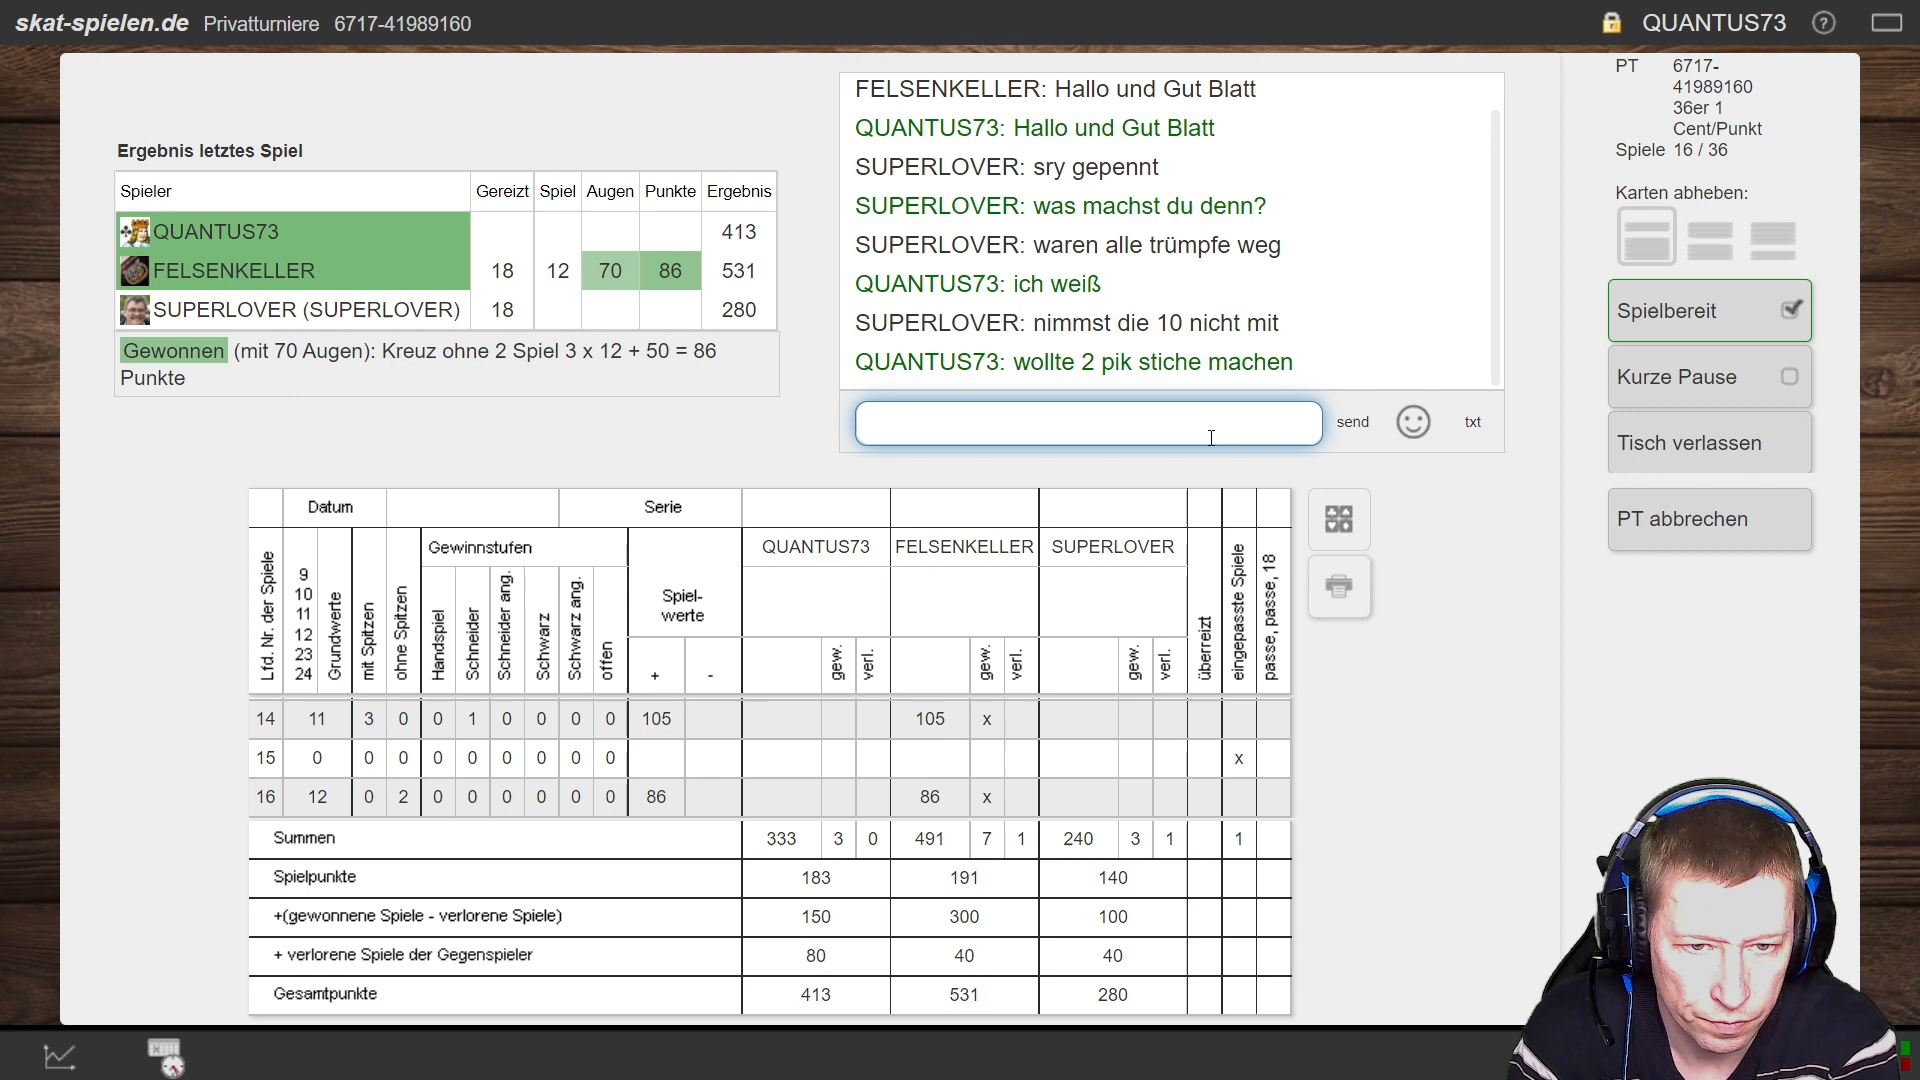 skat-spielen.de Privatturniere 6717-41989160
QUANTUS73 ?
PT 6717-
41989160
36er 1
Cent/Punkt
Spiele 16 / 36
Karten abheben:
Spielbereit
Kurze Pause
Tisch verlassen
PT abbrechen
Ergebnis letztes Spiel
Spieler Gereizt Spiel Augen Punkte Ergebnis
QUANTUS73 413
FELSENKELLER 18 12 70 86 531
SUPERLOVER (SUPERLOVER) 18 280
Gewonnen (mit 70 Augen): Kreuz ohne 2 Spiel 3 x 12 + 50 = 86
Punkte
FELSENKELLER: Hallo und Gut Blatt
QUANTUS73: Hallo und Gut Blatt
SUPERLOVER: sry gepennt
SUPERLOVER: was machst du denn?
SUPERLOVER: waren alle trümpfe weg
QUANTUS73: ich weiß
SUPERLOVER: nimmst die 10 nicht mit
QUANTUS73: wollte 2 pik stiche machen
send txt
Datum Serie
Lfd. Nr. der Spiele
9
10
11
12
23
24
Grundwerte
mit Spitzen
ohne Spitzen
Gewinnstufen
Handspiel
Schneider
Schneider ang.
Schwarz
Schwarz ang.
offen
Spiel-
werte
+ -
QUANTUS73 FELSENKELLER SUPERLOVER
gew. verl. gew. verl. gew. verl.
überreizt
eingepasste Spiele
passe, passe, 18
14 11 3 0 0 1 0 0 0 0 105 105 x
15 0 0 0 0 0 0 0 0 0 x
16 12 0 2 0 0 0 0 0 0 86 86 x
Summen 333 3 0 491 7 1 240 3 1 1
Spielpunkte 183 191 140
+(gewonnene Spiele - verlorene Spiele) 150 300 100
+ verlorene Spiele der Gegenspieler 80 40 40
Gesamtpunkte 413 531 280